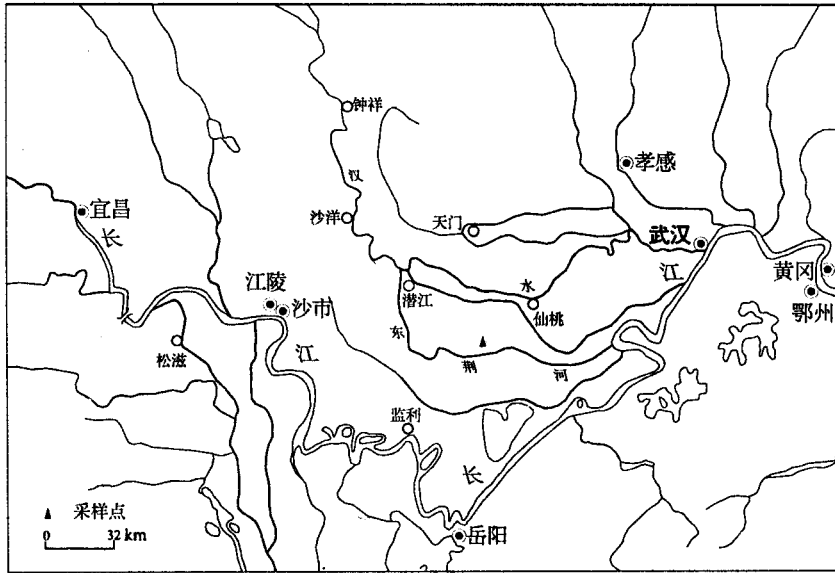 钟祥
汉
孝感
宜昌
沙洋
天门
长
武汉
江
黄冈
江陵
潜江
水
鄂州
沙市
仙桃
东
松滋
江
荆
河
监利
长
采样点
0 32 km
岳阳